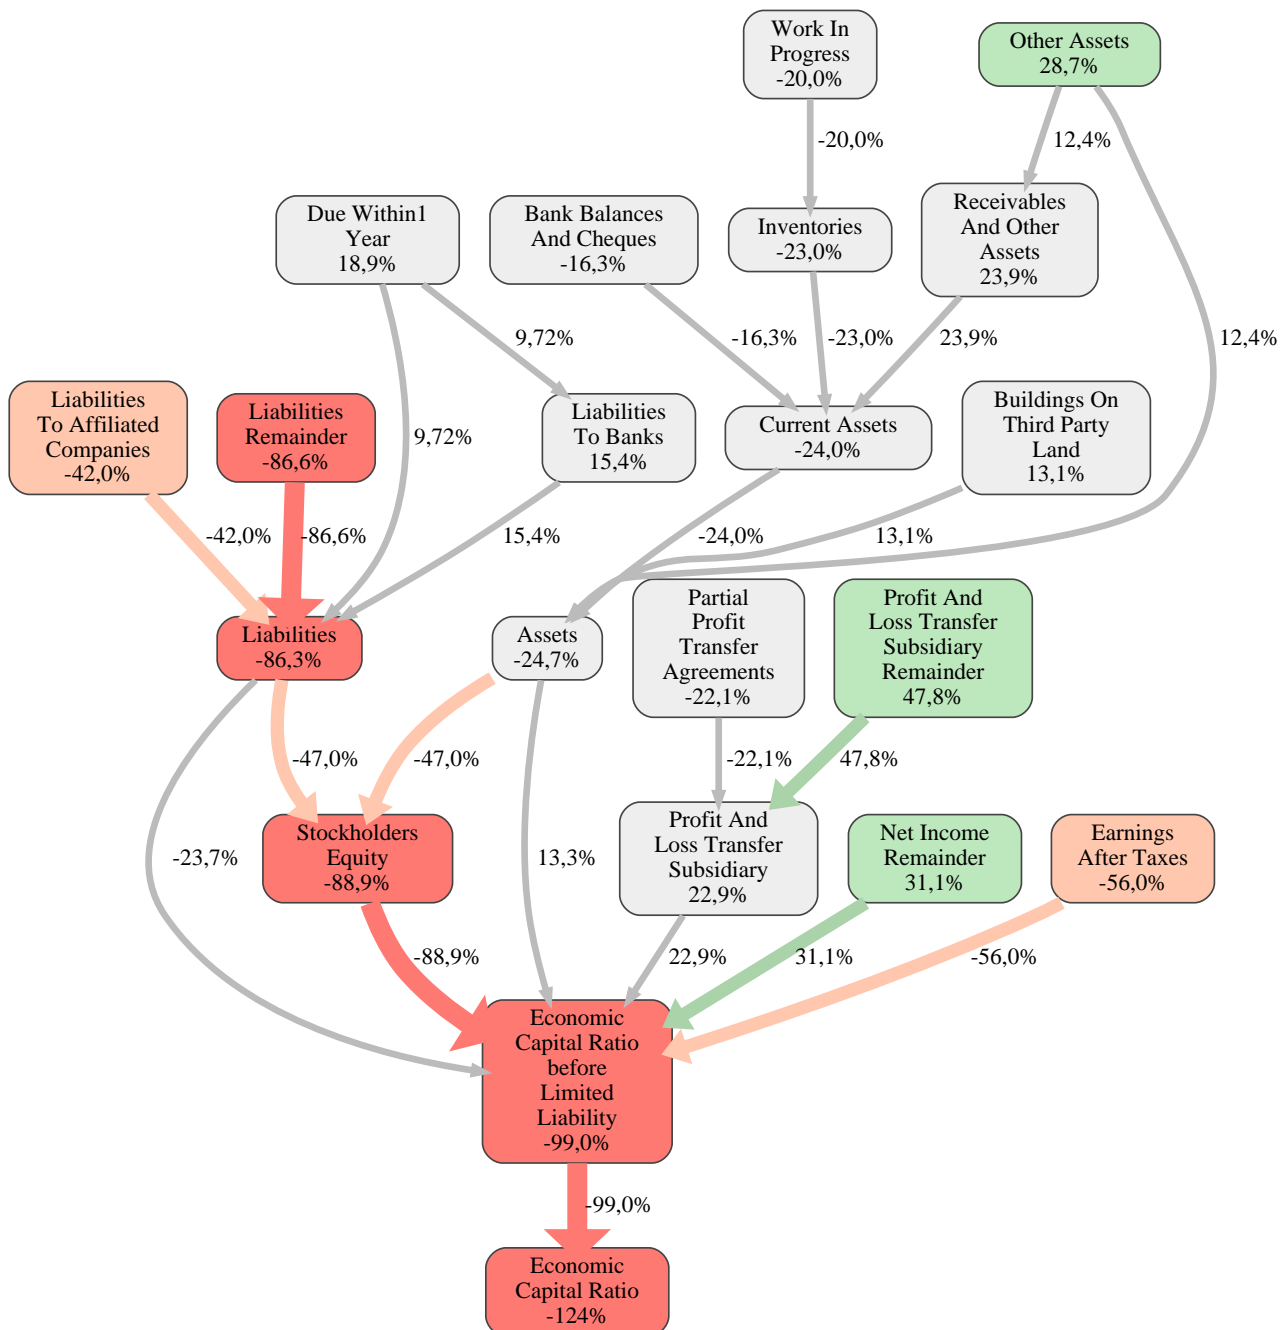 Work In
Progress
-20,0%
Other Assets
28,7%
-20,0%
12,4%
Due Within1
Year
18,9%
Bank Balances
And Cheques
-16,3%
Inventories
-23,0%
Receivables
And Other
Assets
23,9%
9,72%
-16,3%
-23,0%
23,9%
12,4%
Liabilities
To Affiliated
Companies
-42,0%
Liabilities
Remainder
-86,6%
9,72%
Liabilities
To Banks
15,4%
Current Assets
-24,0%
Buildings On
Third Party
Land
13,1%
-42,0%
-86,6%
15,4%
-24,0%
13,1%
Liabilities
-86,3%
Assets
-24,7%
Partial
Profit
Transfer
Agreements
-22,1%
Profit And
Loss Transfer
Subsidiary
Remainder
47,8%
-47,0%
-47,0%
-22,1%
47,8%
-23,7%
Stockholders
Equity
-88,9%
13,3%
Profit And
Loss Transfer
Subsidiary
22,9%
Net Income
Remainder
31,1%
Earnings
After Taxes
-56,0%
-88,9%
22,9%
31,1%
-56,0%
Economic
Capital Ratio
before
Limited
Liability
-99,0%
-99,0%
Economic
Capital Ratio
-124%